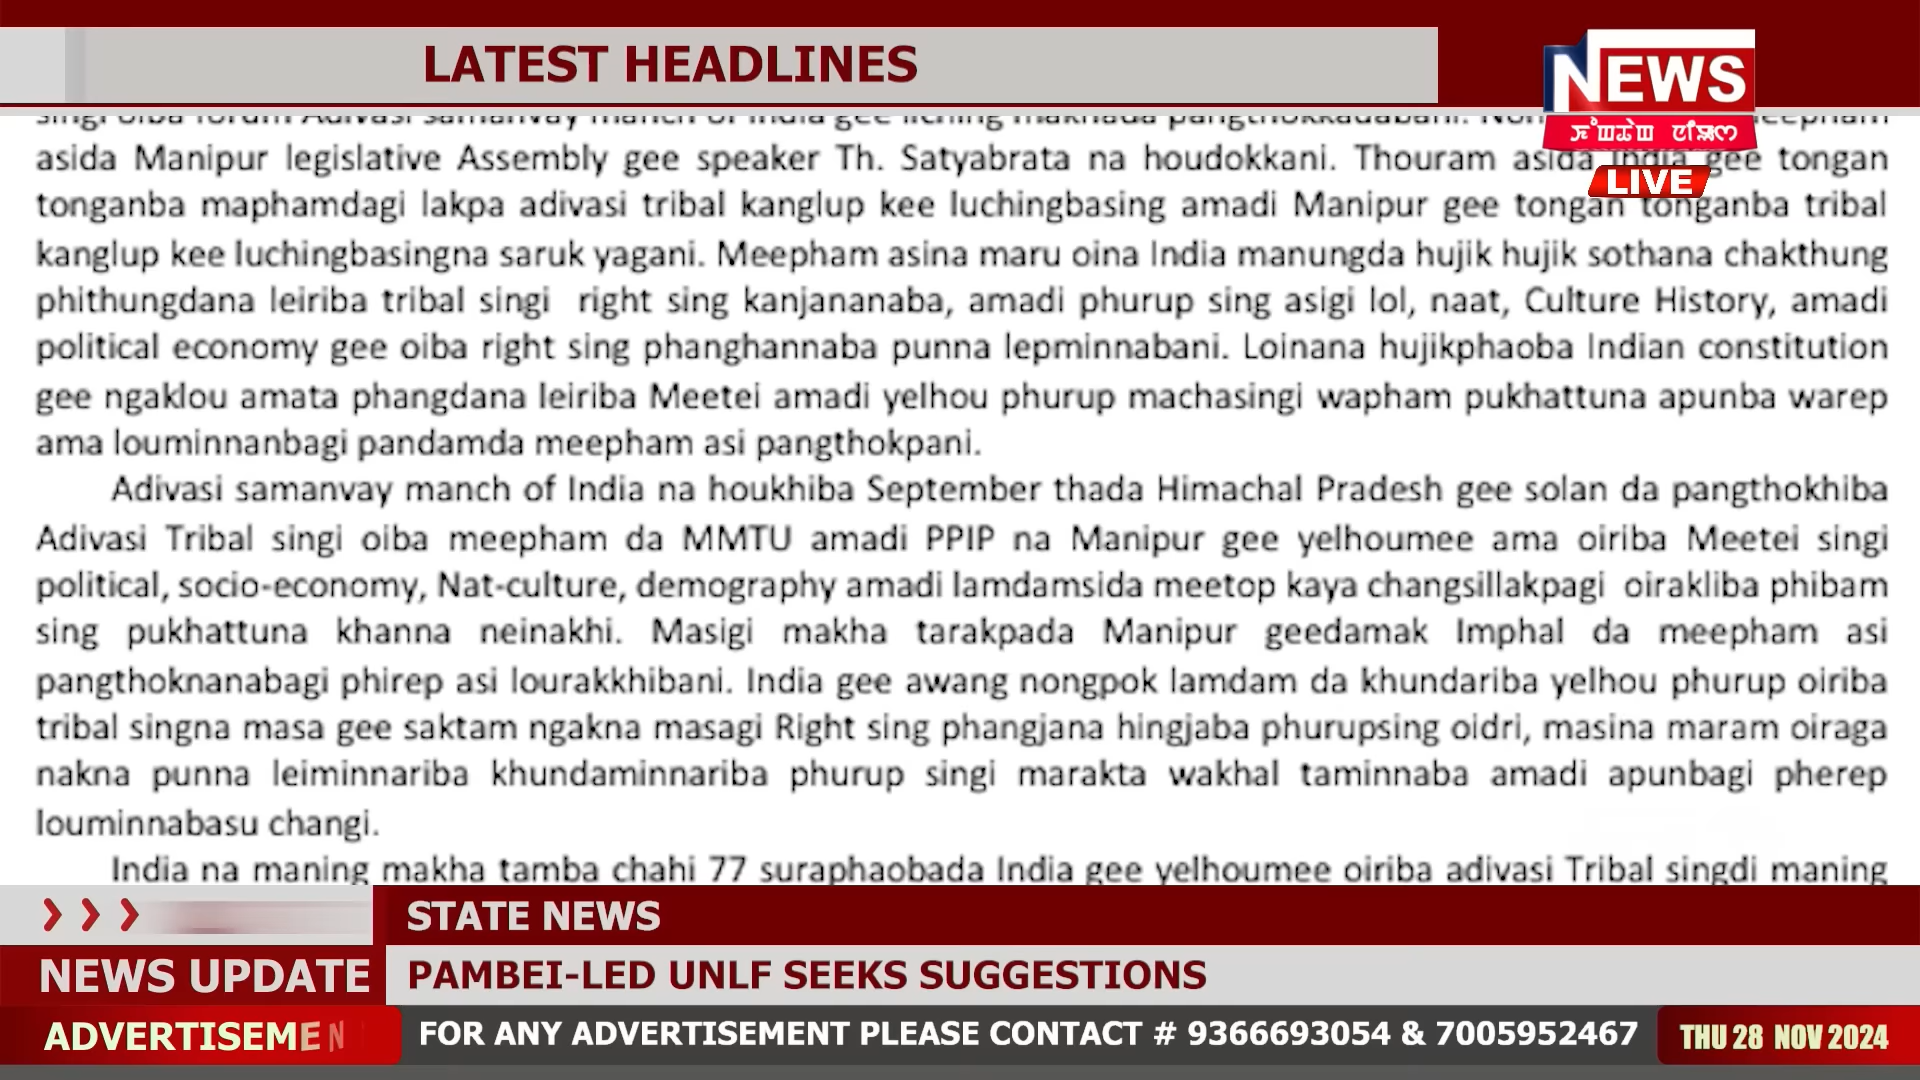 LATEST HEADLINES
NEWS
LIVE
singi oiba forum Adivasi samanvay manch of India gee
asida Manipur legislative Assembly gee speaker Th. Satyabrata na houdokkani. Thouram asida India gee tongan
tonganba maphamdagi lakpa adivasi tribal kanglup kee luchingbasing amadi Manipur gee tongan tonganba tribal
kanglup kee luchingbasingna saruk yagani. Meepham asina maru oina India manungda hujik hujik sothana chakthung
phithungdana leiriba tribal singi right sing kanjananaba, amadi phurup sing asigi lol, naat, Culture History, amadi
political economy gee oiba right sing phanghannaba punna lepminnabani. Loinana hujikphaoba Indian constitution
gee ngaklou amata phangdana leiriba Meetei amadi yelhou phurup machasingi wapham pukhattuna apunba warep
ama louminnanbagi pandamda meepham asi pangthokpani.
Adivasi samanvay manch of India na houkhiba September thada Himachal Pradesh gee solan da pangthokhiba
Adivasi Tribal singi oiba meepham da MMTU amadi PPIP na Manipur gee yelhoumee ama oiriba Meetei singi
political, socio-economy, Nat-culture, demography amadi lamdamsida meetop kaya changsillakpagi oirakliba phibam
sing pukhattuna khanna neinakhi. Masigi makha tarakpada Manipur geedamak Imphal da meepham asi
pangthoknanabagi phirep asi lourakkhibani. India gee awang nongpok lamdam da khundariba yelhou phurup oiriba
tribal singna masa gee saktam ngakna masagi Right sing phangjana hingjaba phurupsing oidri, masina maram oiraga
nakna punna leiminnariba khundaminnariba phurup singi marakta wakhal taminnaba amadi apunbagi pherep
louminnabasu changi.
India na maning makha tamba chahi 77 suraphaobada India gee yelhoumee oiriba adivasi Tribal singdi maning
STATE NEWS
NEWS UPDATE
PAMBEI-LED UNLF SEEKS SUGGESTIONS
ADVERTISEMEN
FOR ANY ADVERTISEMENT PLEASE CONTACT # 9366693054 & 7005952467
THU 28 NOV 2024